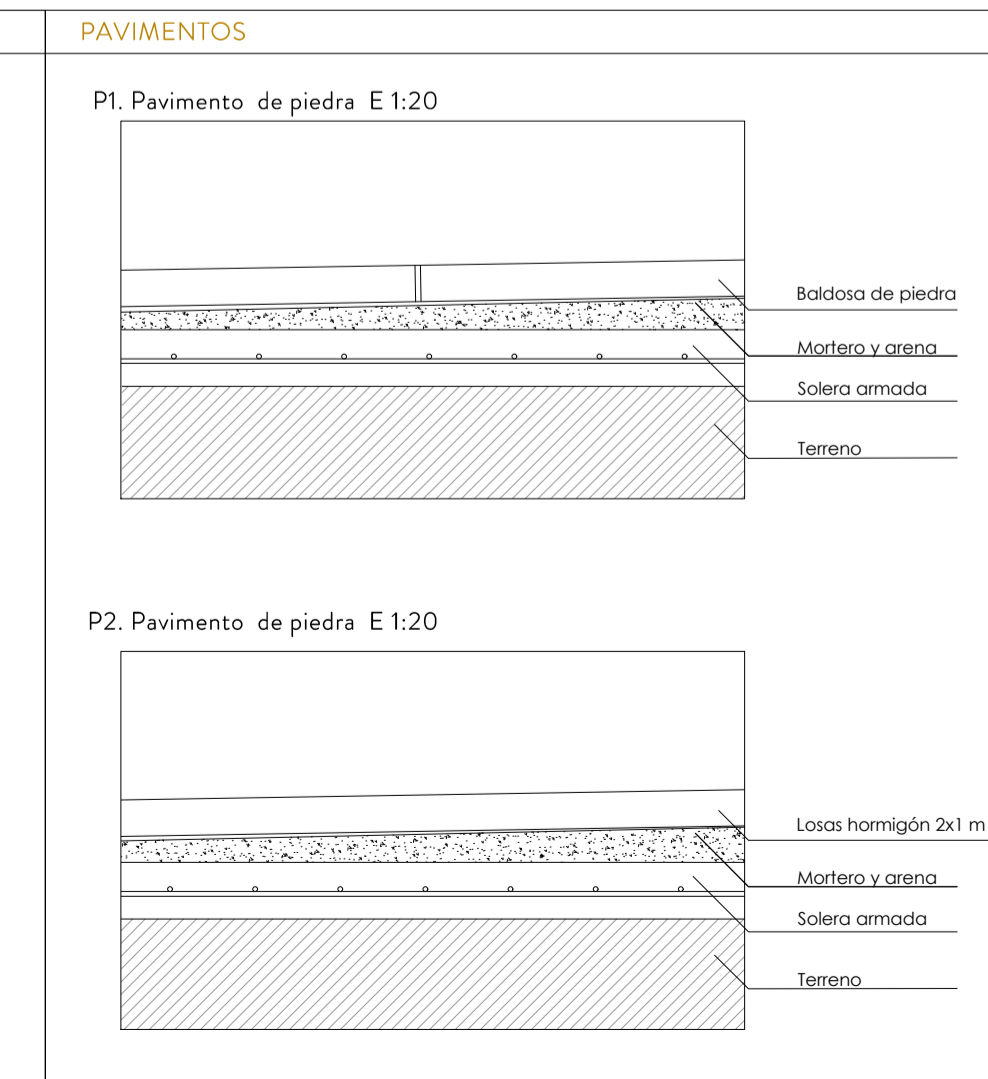 PAVIMENTOS
P1. Pavimento de piedra E 1:20
Baldosa de piedra
Mortero y arena
Solera armada
Terreno
P2. Pavimento de piedra E 1:20
Losas hormigón 2x1 m
Mortero y arena
Solera armada
Terreno